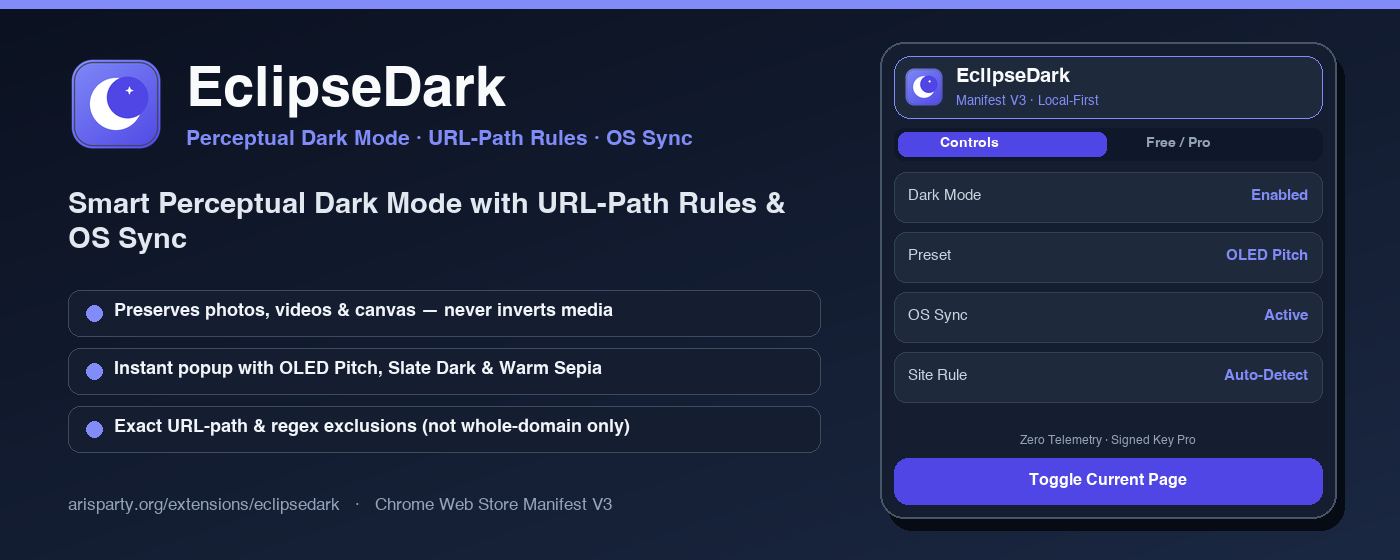 EclipseDark
Perceptual Dark Mode · URL-Path Rules · OS Sync
Smart Perceptual Dark Mode with URL-Path Rules &
OS Sync
Preserves photos, videos & canvas — never inverts media
Instant popup with OLED Pitch, Slate Dark & Warm Sepia
Exact URL-path & regex exclusions (not whole-domain only)
arisparty.org/extensions/eclipsedark · Chrome Web Store Manifest V3
EclipseDark
Manifest V3 · Local-First
Controls Free / Pro
Dark Mode Enabled
Preset OLED Pitch
OS Sync Active
Site Rule Auto-Detect
Zero Telemetry · Signed Key Pro
Toggle Current Page